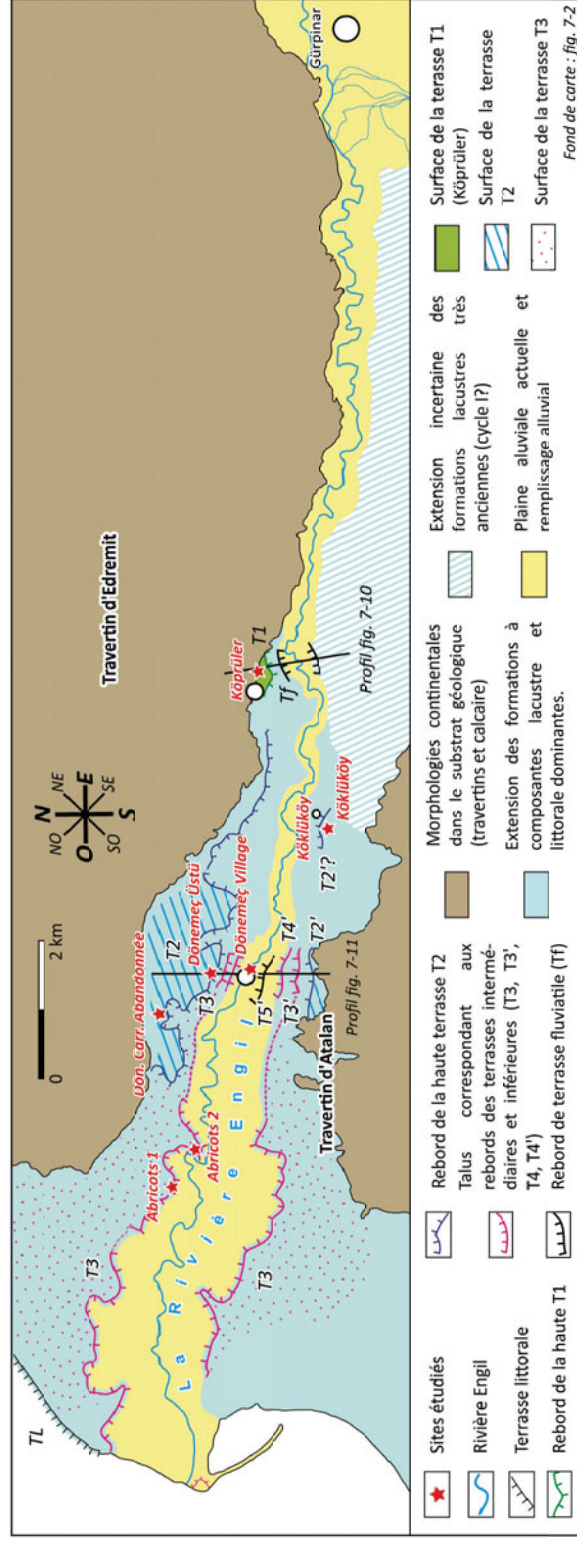 Travertin d'Edremit
N
NO
NE
O
E
SO
SE
S
0
2 km
Gürpinar
TL
T3
Abricots 1
Abricots 2
Dön. Carr. Abandonnée
T2
Dönemeç Üstü
T3
Dönemeç Village
La Rivière Engil
T5'
T4'
T3'
T2'
T3
Travertin d'Atalan
Profil fig. 7-11
Köklüköy
Köklüköy
T2'?
Köprüler
T1
Tf
Profil fig. 7-10
Sites étudiés
Rivière Engil
Terrasse littorale
Rebord de la haute T1
Rebord de la haute terrasse T2
Talus correspondant aux
rebords des terrasses intermé-
diaires et inférieures (T3, T3',
T4, T4')
Rebord de terrasse fluviatile (Tf)
Morphologies continentales
dans le substrat géologique
(travertins et calcaire)
Extension des formations à
composantes lacustre et
littorale dominantes.
Extension incertaine des
formations lacustres très
anciennes (cycle I?)
Plaine aluviale actuelle et
remplissage alluvial
Surface de la terasse T1
(Köprüler)
Surface de la terrasse
T2
Surface de la terrasse T3
Fond de carte : fig. 7-2